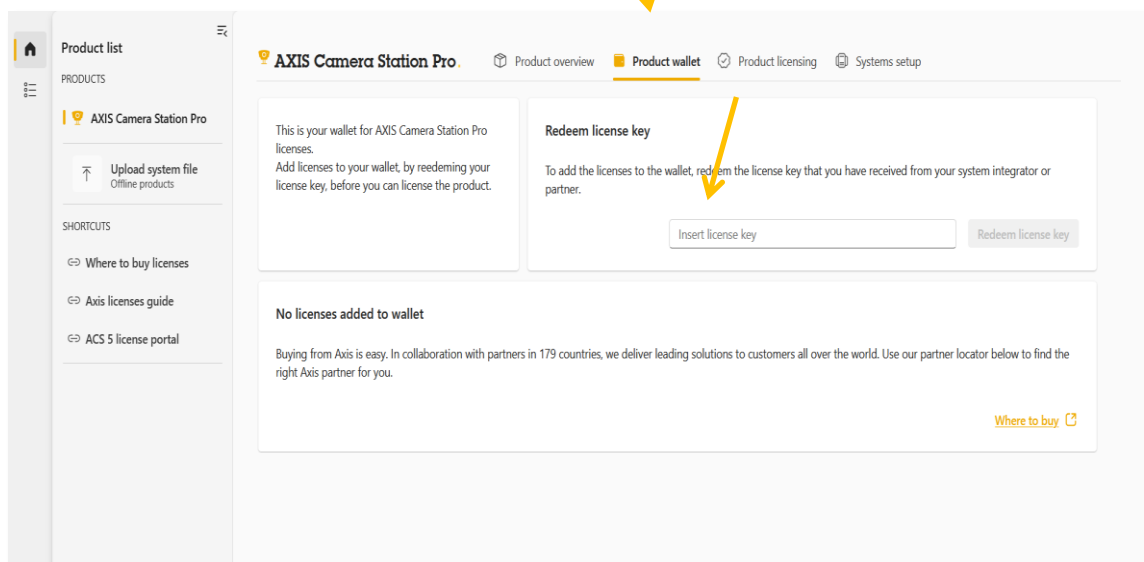 Product list
PRODUCTS
AXIS Camera Station Pro
Upload system file
Offline products
SHORTCUTS
Where to buy licenses
Axis licenses guide
ACS 5 license portal
AXIS Camera Station Pro.
Product overview
Product wallet
Product licensing
Systems setup
This is your wallet for AXIS Camera Station Pro
licenses.
Add licenses to your wallet, by reedeming your
license key, before you can license the product.
Redeem license key
To add the licenses to the wallet, redeem the license key that you have received from your system integrator or
partner.
Insert license key
Redeem license key
No licenses added to wallet
Buying from Axis is easy. In collaboration with partners in 179 countries, we deliver leading solutions to customers all over the world. Use our partner locator below to find the
right Axis partner for you.
Where to buy